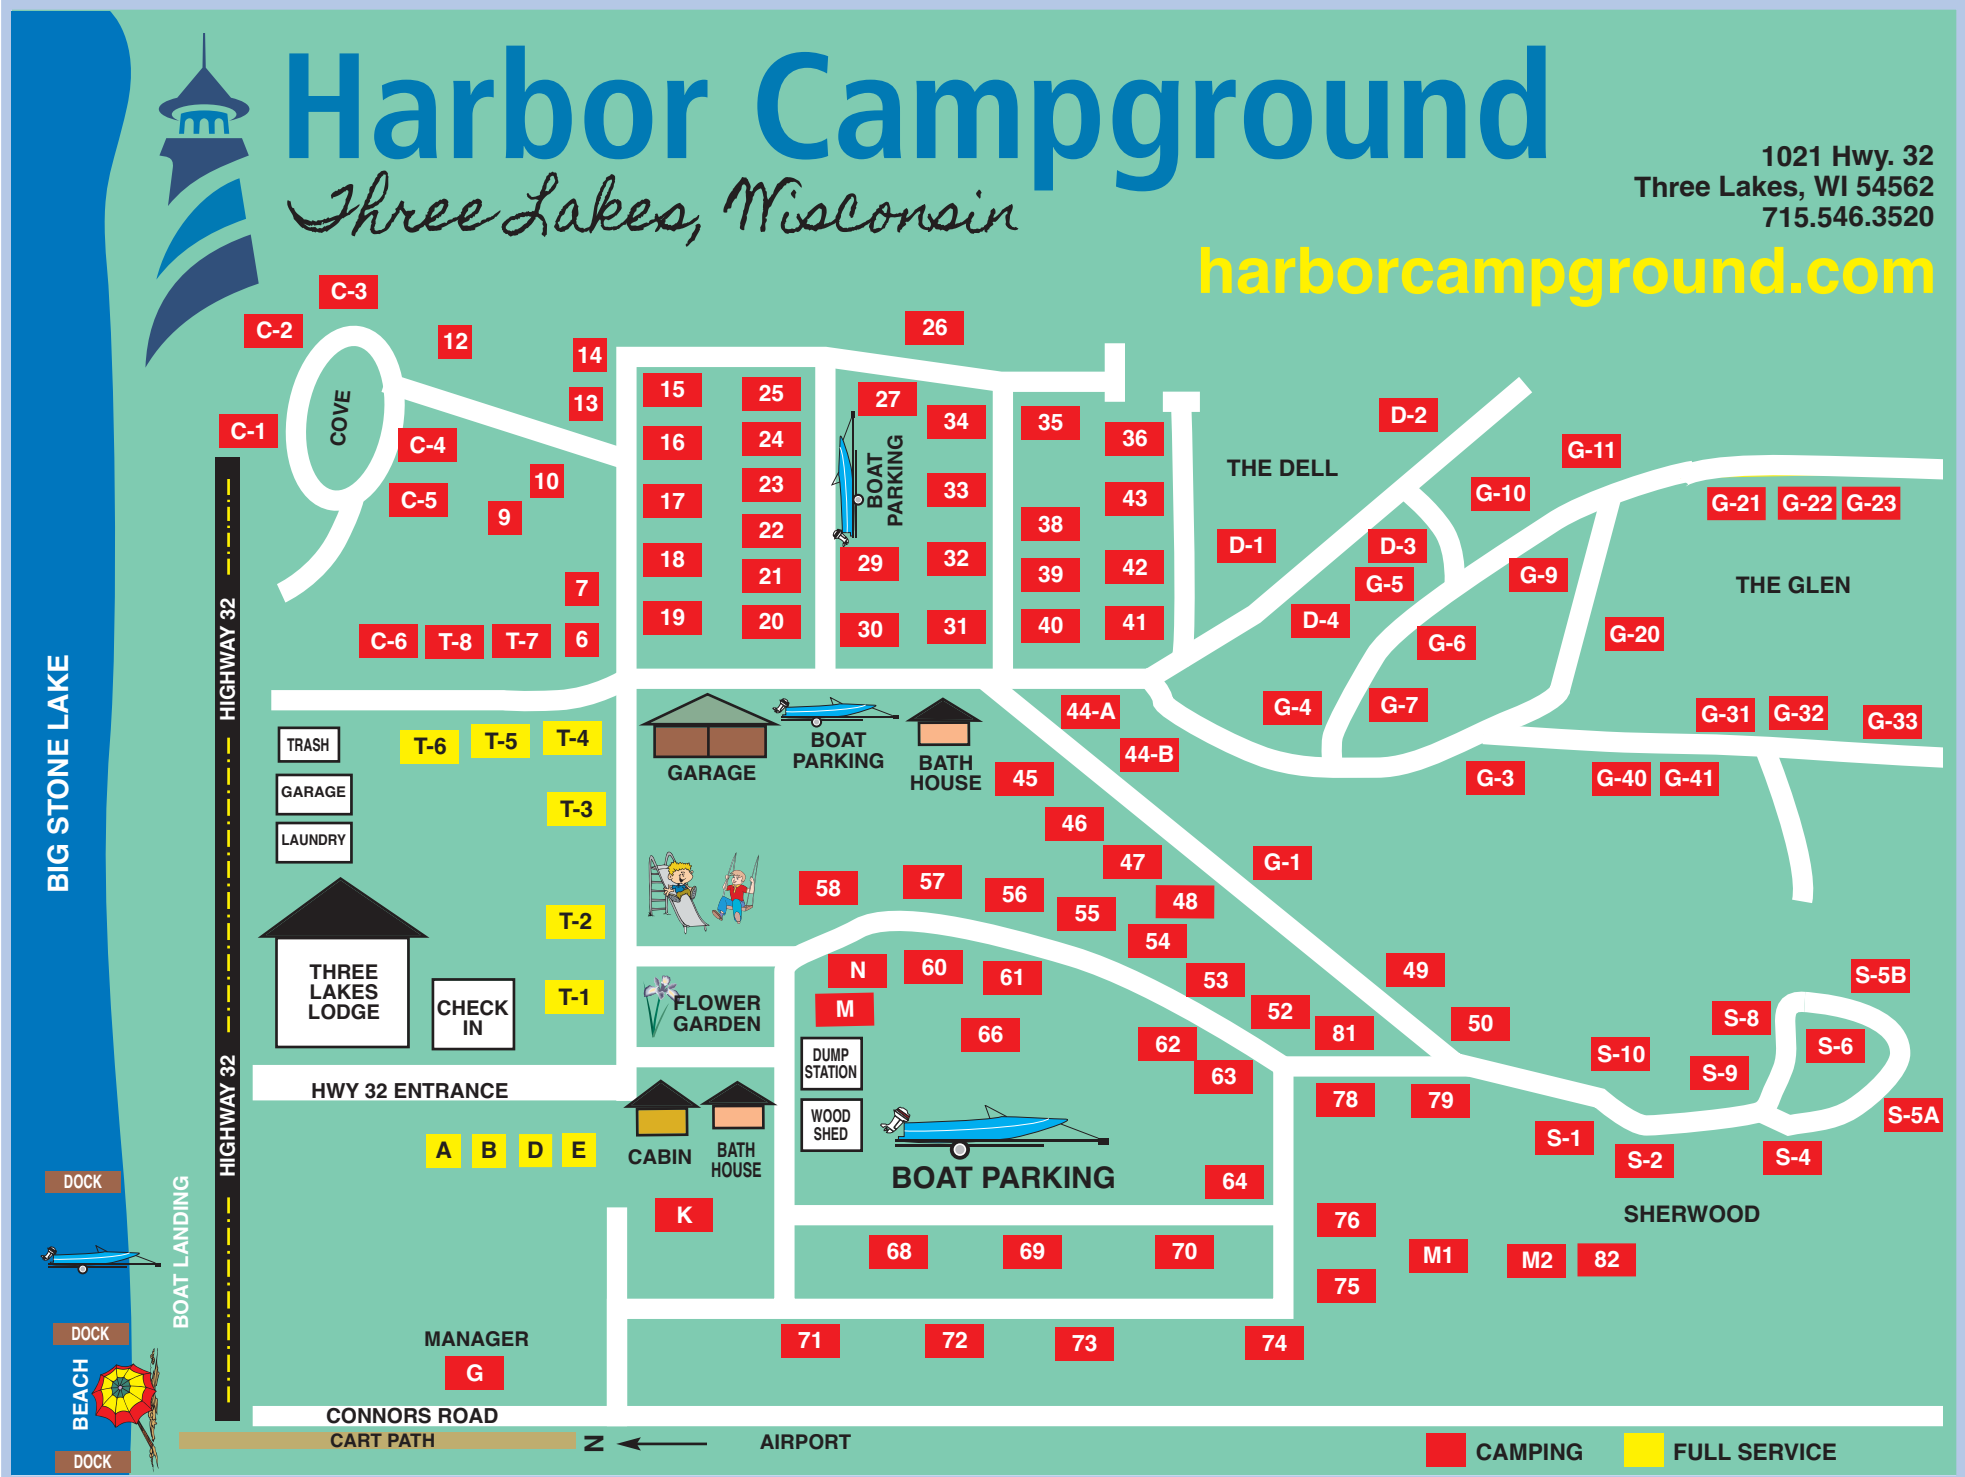 Harbor Campground
Three Lakes, Wisconsin
1021 Hwy. 32
Three Lakes, WI 54562
715.546.3520
harborcampground.com
C-3
C-2
12
14
26
13
15
25
27
34
35
36
D-2
C-1
COVE
C-4
16
24
BOAT
PARKING
THE DELL
G-11
10
C-5
9
17
23
33
43
G-10
G-21
G-22
G-23
22
38
D-1
D-3
7
18
21
29
32
39
42
G-5
G-9
THE GLEN
C-6
T-8
T-7
6
19
20
30
31
40
41
D-4
G-6
G-20
HIGHWAY 32
BIG STONE LAKE
44-A
G-4
G-7
G-31
G-32
G-33
TRASH
T-6
T-5
T-4
GARAGE
BOAT
PARKING
BATH
HOUSE
44-B
45
G-3
G-40
G-41
GARAGE
T-3
46
LAUNDRY
47
G-1
58
57
56
48
T-2
55
54
THREE
LAKES
LODGE
CHECK
IN
T-1
FLOWER
GARDEN
N
60
61
53
49
S-5B
M
52
81
50
S-8
66
62
S-10
S-6
DUMP
STATION
63
S-9
HIGHWAY 32
HWY 32 ENTRANCE
78
79
WOOD
SHED
S-1
S-5A
A
B
D
E
CABIN
BATH
HOUSE
BOAT PARKING
64
S-2
S-4
DOCK
BOAT LANDING
K
76
SHERWOOD
68
69
70
M1
M2
82
75
DOCK
MANAGER
G
71
72
73
74
BEACH
CONNORS ROAD
CART PATH
N
AIRPORT
DOCK
CAMPING
FULL SERVICE